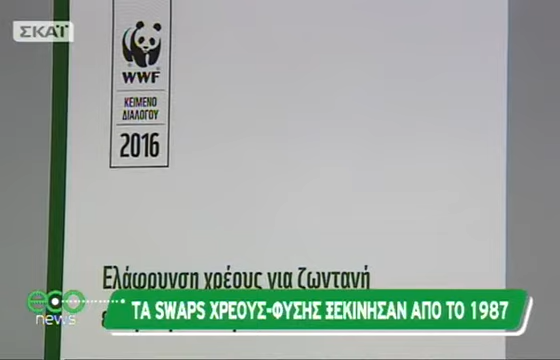 ΣΚΑΪ
WWF
ΚΕΙΜΕΝΟ
ΔΙΑΛΟΓΟΥ
2016
Ελάφρυνση χρέους για ζωντανή
eco
news
ΤΑ SWAPS ΧΡΕΟΥΣ-ΦΥΣΗΣ ΞΕΚΙΝΗΣΑΝ ΑΠΟ ΤΟ 1987